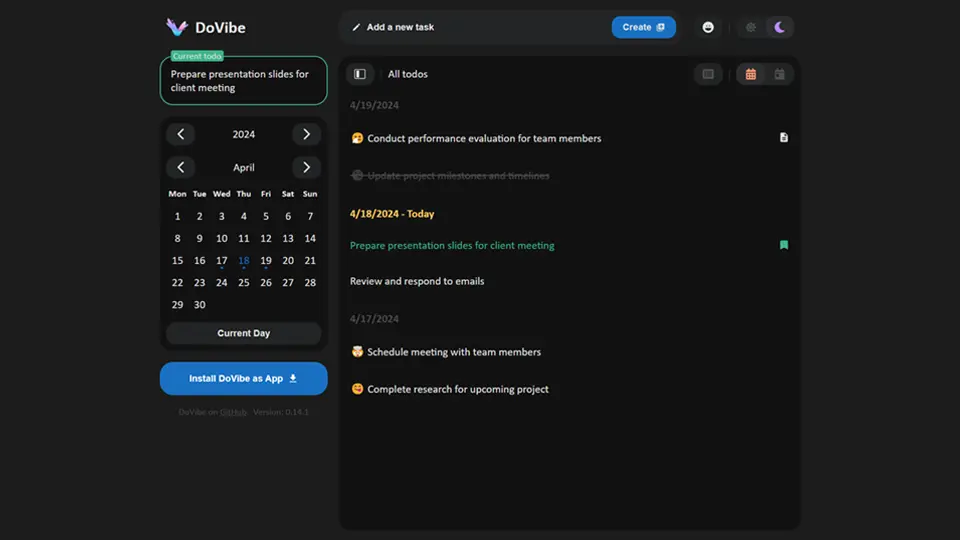 DoVibe
Add a new task
Create
Current todo
Prepare presentation slides for
client meeting
2024
April
Mon Tue Wed Thu Fri Sat Sun
1 2 3 4 5 6 7
8 9 10 11 12 13 14
15 16 17 18 19 20 21
22 23 24 25 26 27 28
29 30
Current Day
Install DoVibe as App
DoVibe on GitHub Version: 0.14.1
All todos
4/19/2024
Conduct performance evaluation for team members
Update project milestones and timelines
4/18/2024 - Today
Prepare presentation slides for client meeting
Review and respond to emails
4/17/2024
Schedule meeting with team members
Complete research for upcoming project